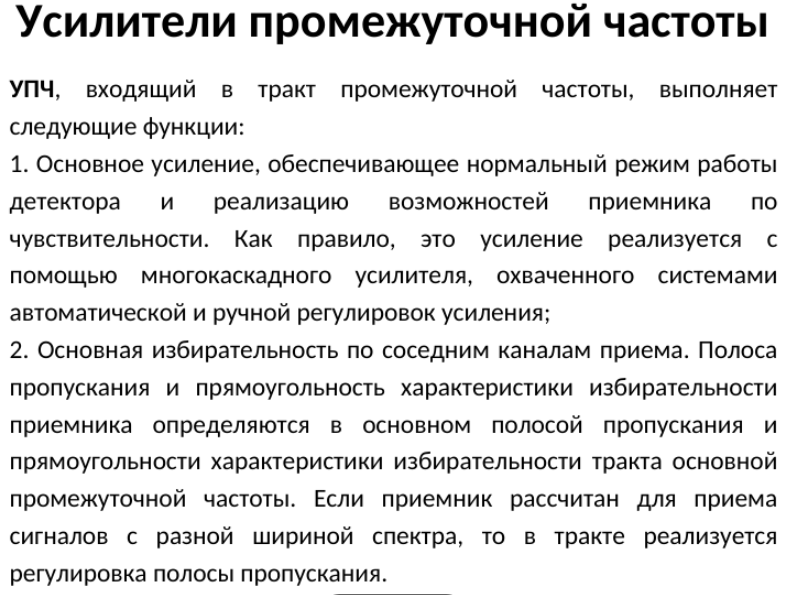 Усилители промежуточной частоты
УПЧ, входящий в тракт промежуточной частоты, выполняет
следующие функции:
1. Основное усиление, обеспечивающее нормальный режим работы
детектора и реализацию возможностей приемника по
чувствительности. Как правило, это усиление реализуется с
помощью многокаскадного усилителя, охваченного системами
автоматической и ручной регулировок усиления;
2. Основная избирательность по соседним каналам приема. Полоса
пропускания и прямоугольность характеристики избирательности
приемника определяются в основном полосой пропускания и
прямоугольности характеристики избирательности тракта основной
промежуточной частоты. Если приемник рассчитан для приема
сигналов с разной шириной спектра, то в тракте реализуется
регулировка полосы пропускания.